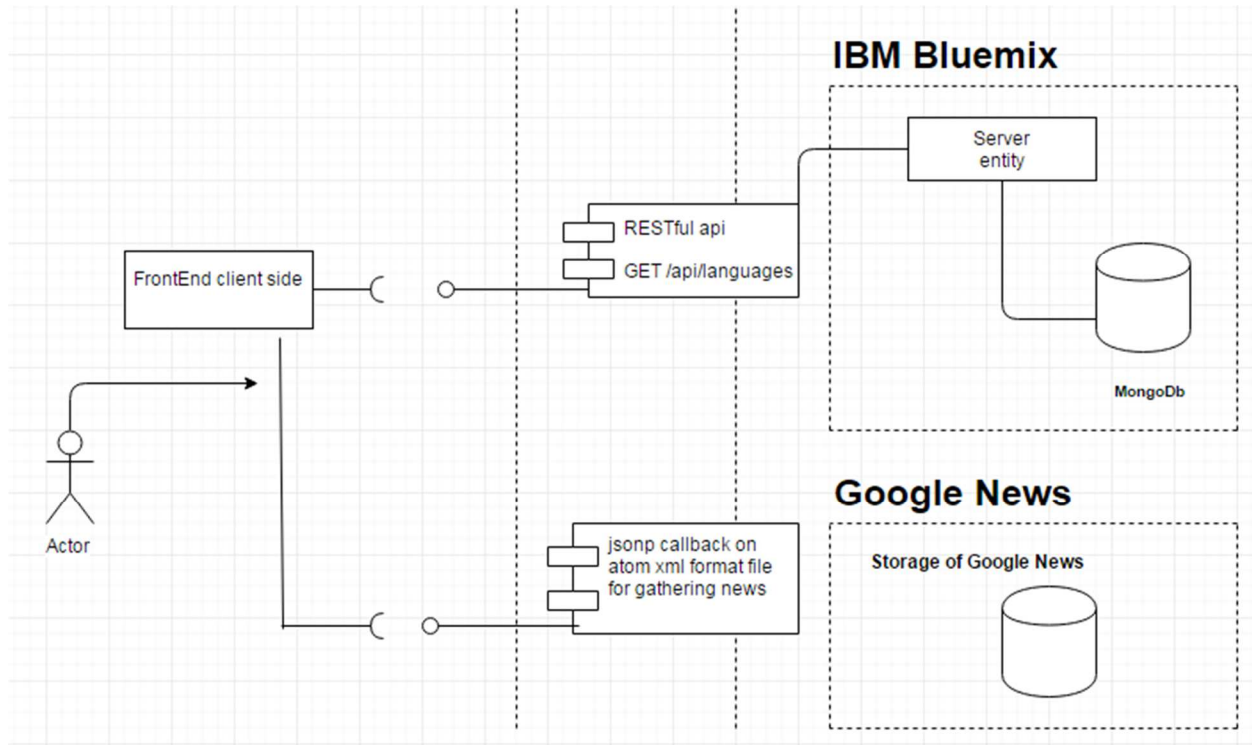 IBM Bluemix
Server
entity
RESTful api
GET /api/languages
FrontEnd client side
MongoDb
Google News
Actor
jsonp callback on
atom xml format file
for gathering news
Storage of Google News